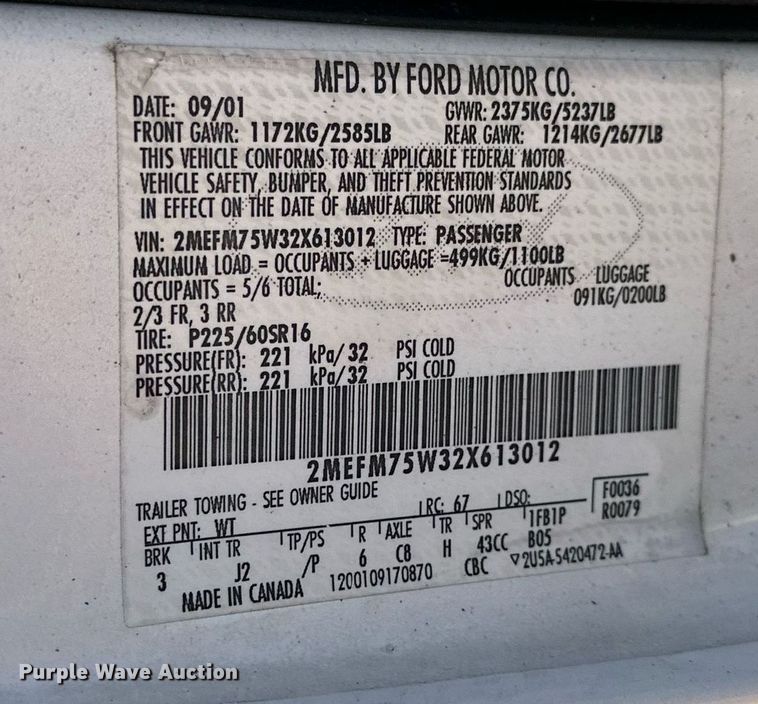 MFD. BY FORD MOTOR CO.
DATE: 09/01 GVWR: 2375KG/5237LB
FRONT GAWR: 1172KG/2585LB REAR GAWR: 1214KG/2677LB
THIS VEHICLE CONFORMS TO ALL APPLICABLE FEDERAL MOTOR
VEHICLE SAFETY, BUMPER, AND THEFT PREVENTION STANDARDS
IN EFFECT ON THE DATE OF MANUFACTURE SHOWN ABOVE.
VIN: 2MEFM75W32X613012 TYPE: PASSENGER
MAXIMUM LOAD = OCCUPANTS + LUGGAGE =499KG/1100LB
OCCUPANTS = 5/6 TOTAL; OCCUPANTS LUGGAGE
2/3 FR, 3 RR 091KG/0200LB
TIRE: P225/60SR16
PRESSURE(FR): 221 kPa/ 32 PSI COLD
PRESSURE(RR): 221 kPa/ 32 PSI COLD
2MEFM75W32X613012
TRAILER TOWING - SEE OWNER GUIDE
EXT PNT: WT RC: 67 DSO: F0036
BRK INT TR TP/PS R AXLE TR SPR 1FB1P R0079
3 J2 /P 6 C8 H 43CC B05
MADE IN CANADA 1200109170870 CBC ▽2U5A-5420472-AA
Purple Wave Auction